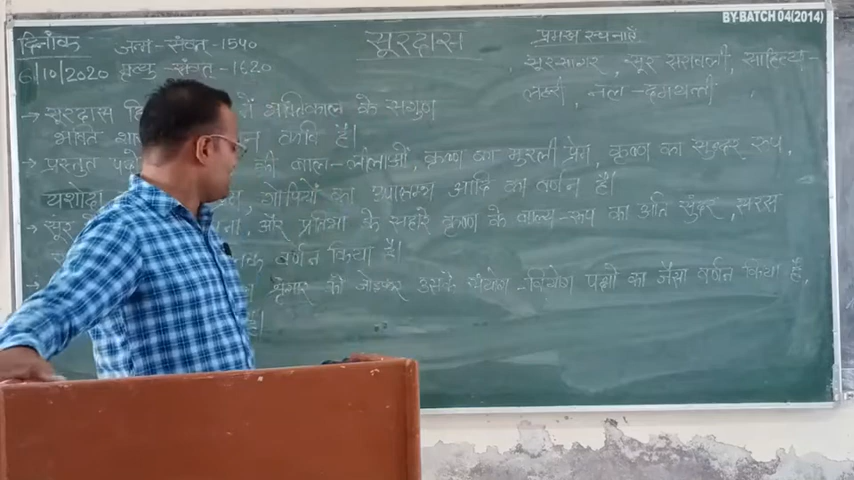 BY-BATCH 04(2014)
दिनाँक जन्म - संवत् - 1540 सूरदास प्रमुख रचनाएँ
6/10/2020 मृत्यु - संवत् - 1620 सूरसागर, सूर सारावली, साहित्य-
लहरी, नल - दमयन्ती
→ सूरदास में भक्तिकाल के सगुण
भक्ति कवि है।
→ प्रस्तुत की बाल-लीलाओं, कृष्ण का मुरली प्रेम, कृष्ण का सुन्दर रूप,
यशोदा गोपियों का उपालम्भ आदि का वर्णन है।
→ सूर और प्रतिभा के सहारे कृष्ण के बाल्य-रूप का अति सुंदर, सरस
वर्णन किया है।
→ श्रृंगार को जोड़कर उसके संयोग-वियोग पक्षों का जैसा वर्णन किया है,
है।